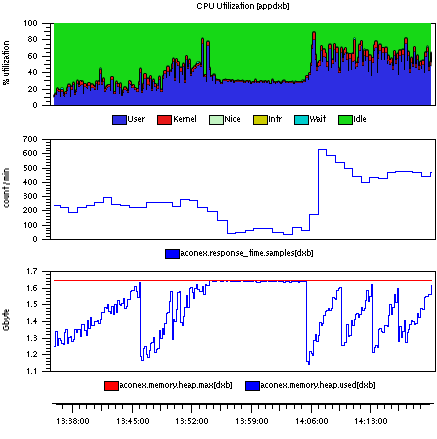 CPU Utilization [appdxb]
% utilization
100
80
60
40
20
0
User Kernel Nice Intr Wait Idle
count/min
700
600
500
400
300
200
100
0
aconex.response_time.samples[dxb]
Gbyte
1.7
1.6
1.5
1.4
1.3
1.2
1.1
aconex.memory.heap.max[dxb] aconex.memory.heap.used[dxb]
13:38:00 13:45:00 13:52:00 13:59:00 14:06:00 14:13:00